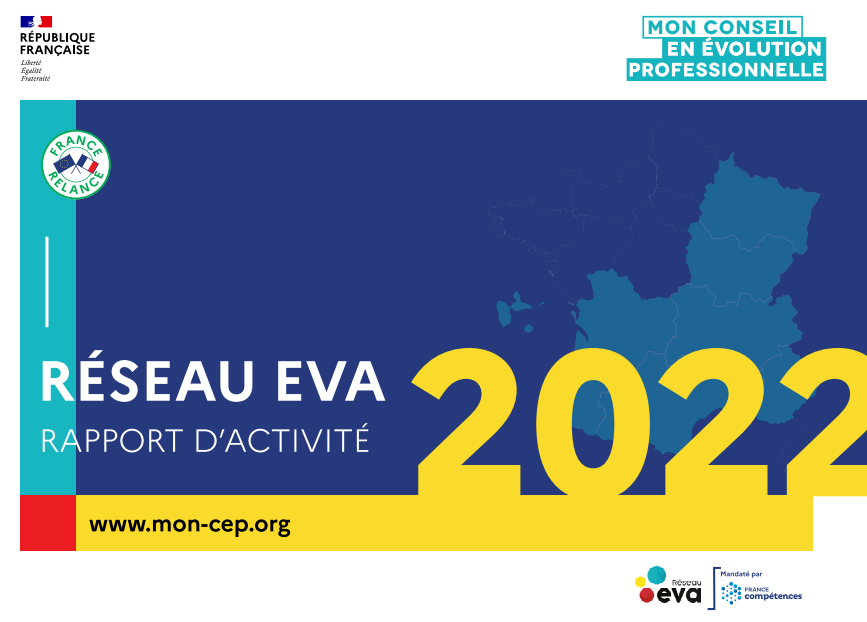 RÉPUBLIQUE
FRANÇAISE
Liberté
Égalité
Fraternité
MON CONSEIL
EN ÉVOLUTION
PROFESSIONNELLE
FRANCE
RELANCE
RÉSEAU EVA 2022
RAPPORT D'ACTIVITÉ
www.mon-cep.org
Réseau
eva
Mandaté par
FRANCE
compétences